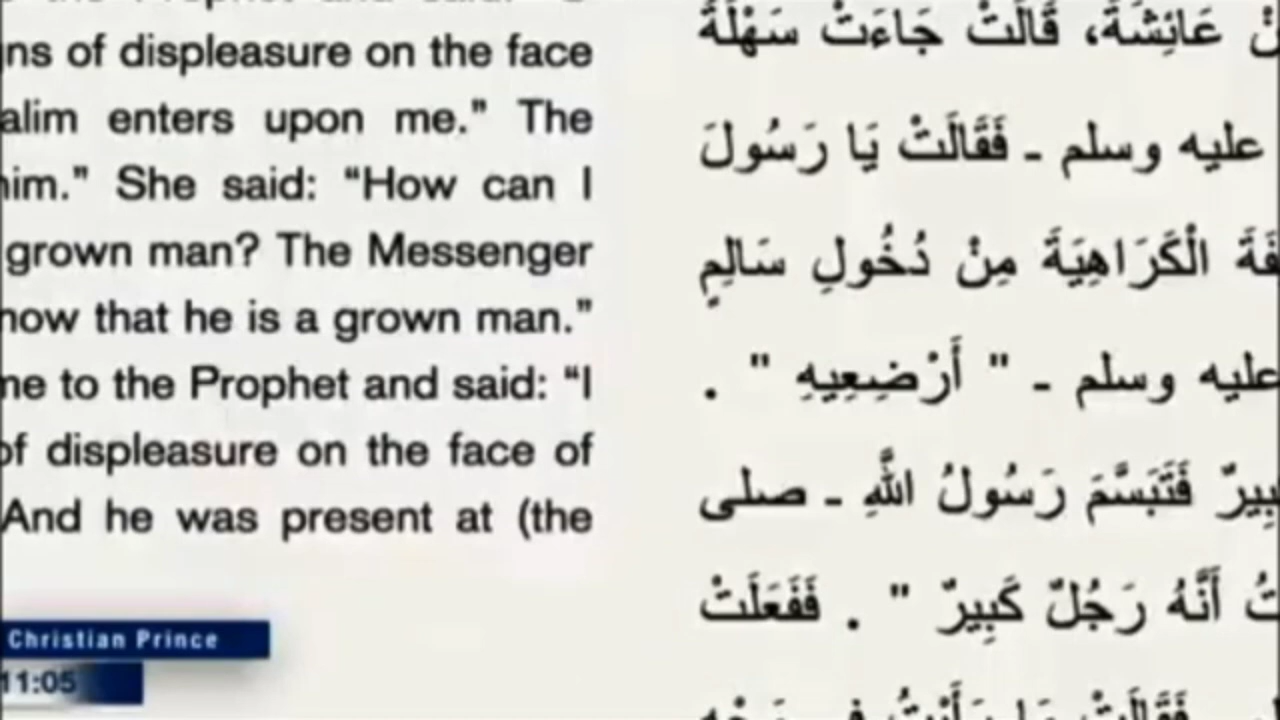 ns of displeasure on the face
alim enters upon me.” The
him.” She said: “How can I
grown man? The Messenger
now that he is a grown man.”
me to the Prophet and said: “I
of displeasure on the face of
And he was present at (the
عَائِشَةَ، قَالَتْ جَاءَتْ سَهْلَةُ
عليه وسلم ـ فَقَالَتْ يَا رَسُولَ
الْكَرَاهِيَةَ مِنْ دُخُولِ سَالِمٍ
عليه وسلم ـ " أَرْضِعِيهِ " .
فَتَبَسَّمَ رَسُولُ اللَّهِ ـ صلى
أَنَّهُ رَجُلٌ كَبِيرٌ " . فَفَعَلَتْ
Christian Prince
11:05